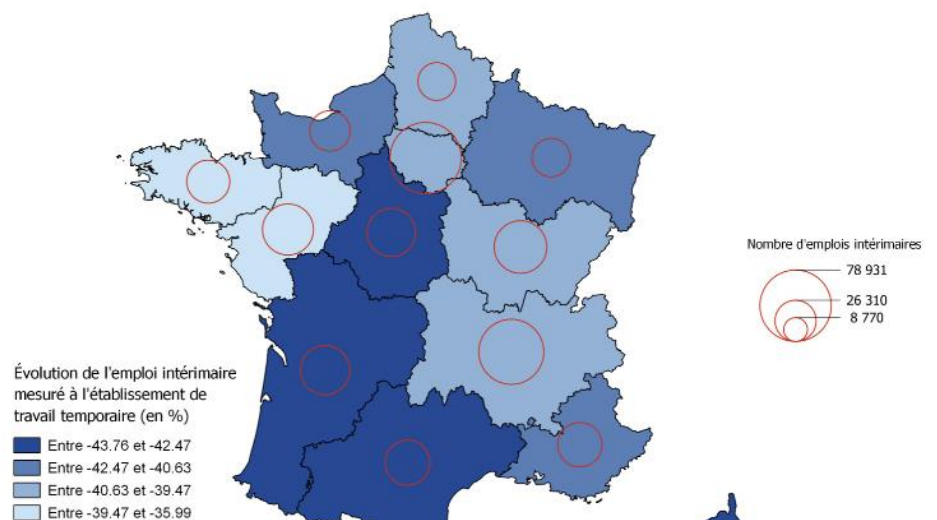 Nombre d'emplois intérimaires
78 931
26 310
8 770
Évolution de l'emploi intérimaire
mesuré à l'établissement de
travail temporaire (en %)
Entre -43.76 et -42.47
Entre -42.47 et -40.63
Entre -40.63 et -39.47
Entre -39.47 et -35.99